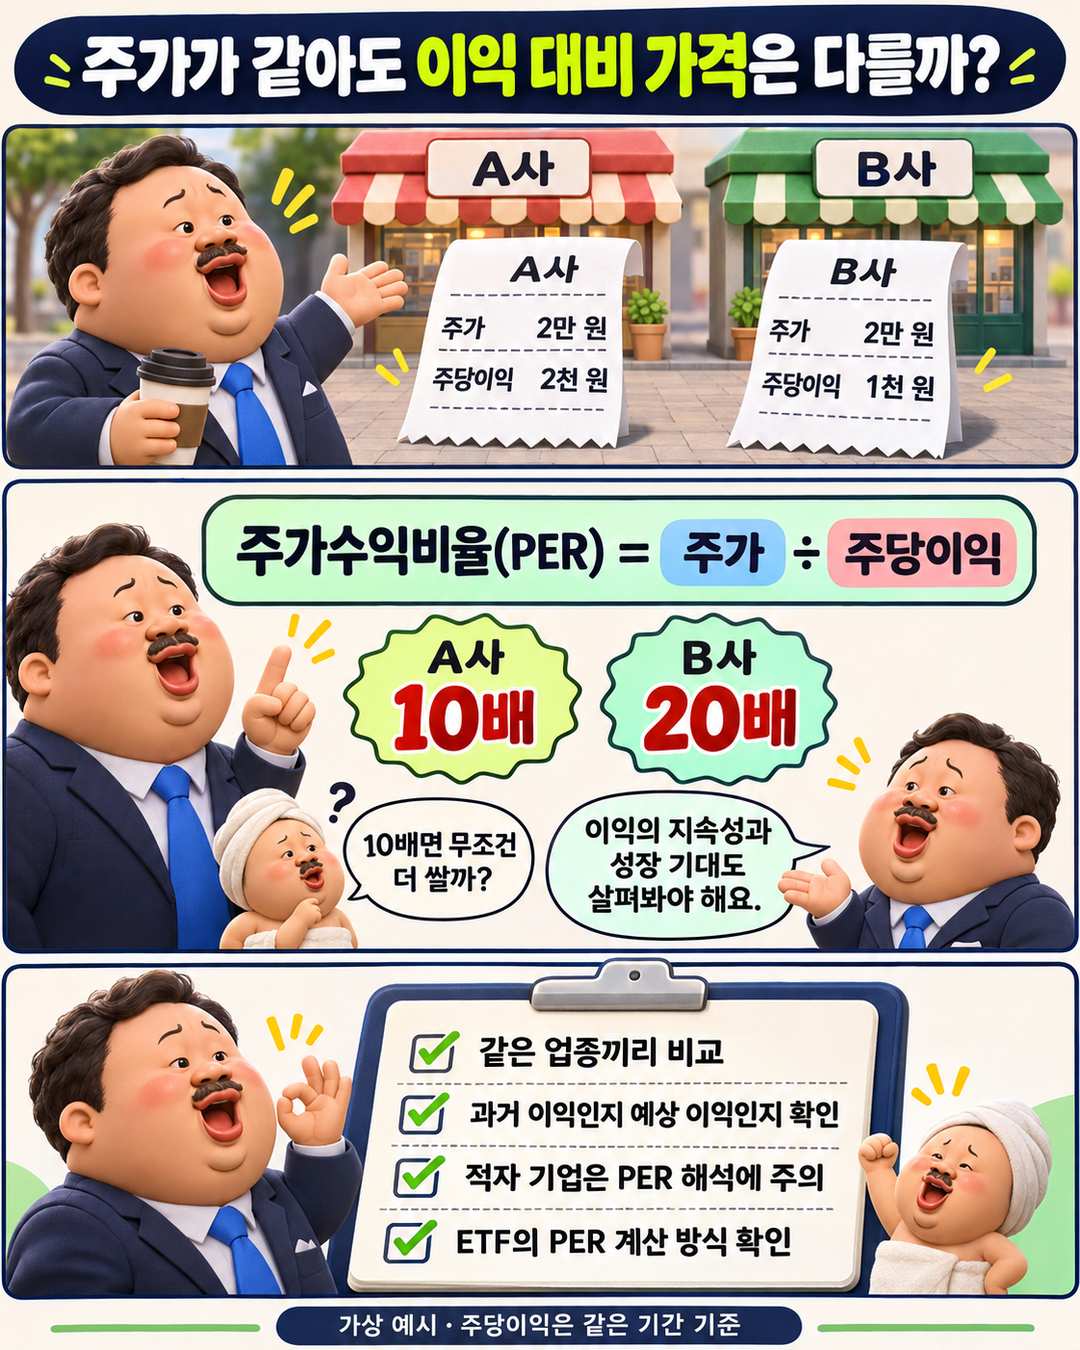 주가가 같아도 이익 대비 가격은 다를까?
A사
B사
A사
주가 2만 원
주당이익 2천 원
B사
주가 2만 원
주당이익 1천 원
주가수익비율(PER) = 주가 ÷ 주당이익
A사
10배
B사
20배
?
10배면 무조건
더 쌀까?
이익의 지속성과
성장 기대도
살펴봐야 해요.
같은 업종끼리 비교
과거 이익인지 예상 이익인지 확인
적자 기업은 PER 해석에 주의
ETF의 PER 계산 방식 확인
가상 예시 · 주당이익은 같은 기간 기준